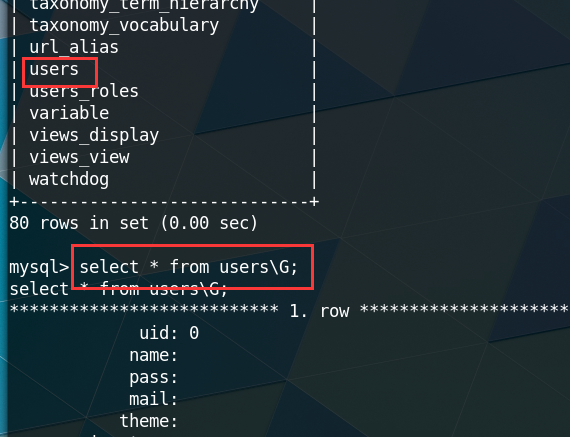 | taxonomy_term_hierarchy |
| taxonomy_vocabulary |
| url_alias |
| users |
| users_roles |
| variable |
| views_display |
| views_view |
| watchdog |
+-----------------------------+
80 rows in set (0.00 sec)
mysql> select * from users\G;
select * from users\G;
*************************** 1. row *********************
uid: 0
name:
pass:
mail:
theme: